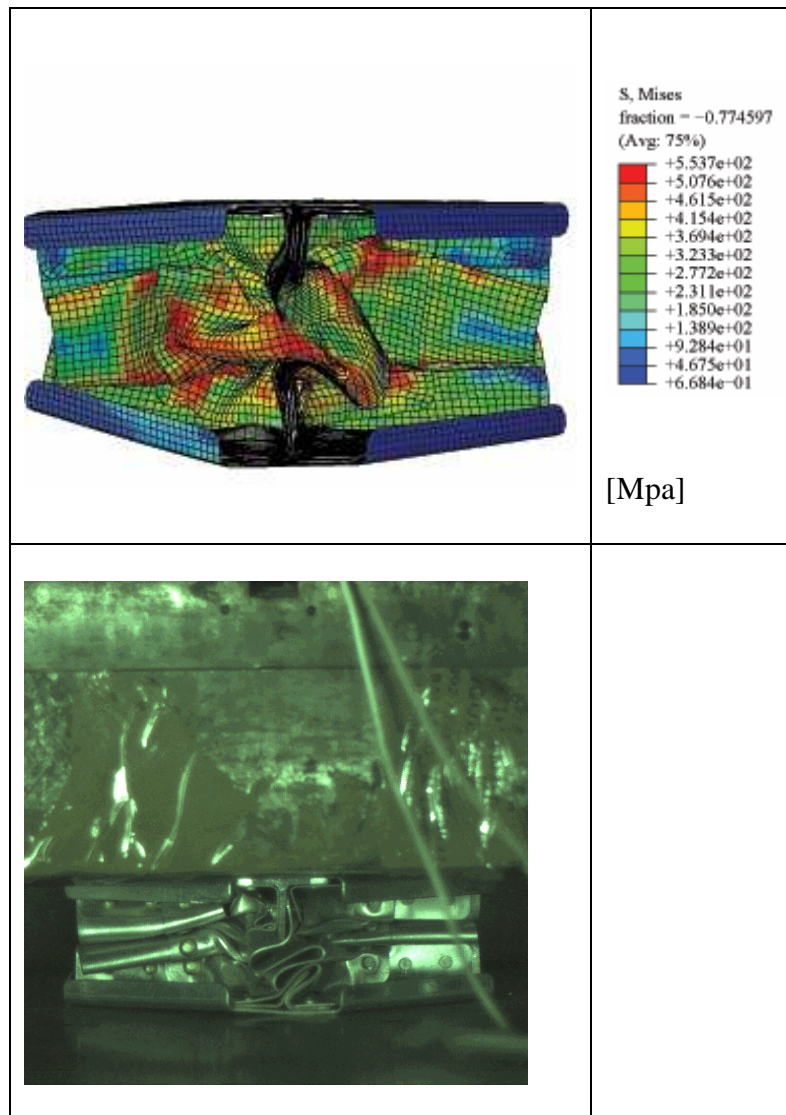 S, Mises
fraction = −0.774597
(Avg: 75%)
+5.537e+02
+5.076e+02
+4.615e+02
+4.154e+02
+3.694e+02
+3.233e+02
+2.772e+02
+2.311e+02
+1.850e+02
+1.389e+02
+9.284e+01
+4.675e+01
+6.684e−01
[Mpa]